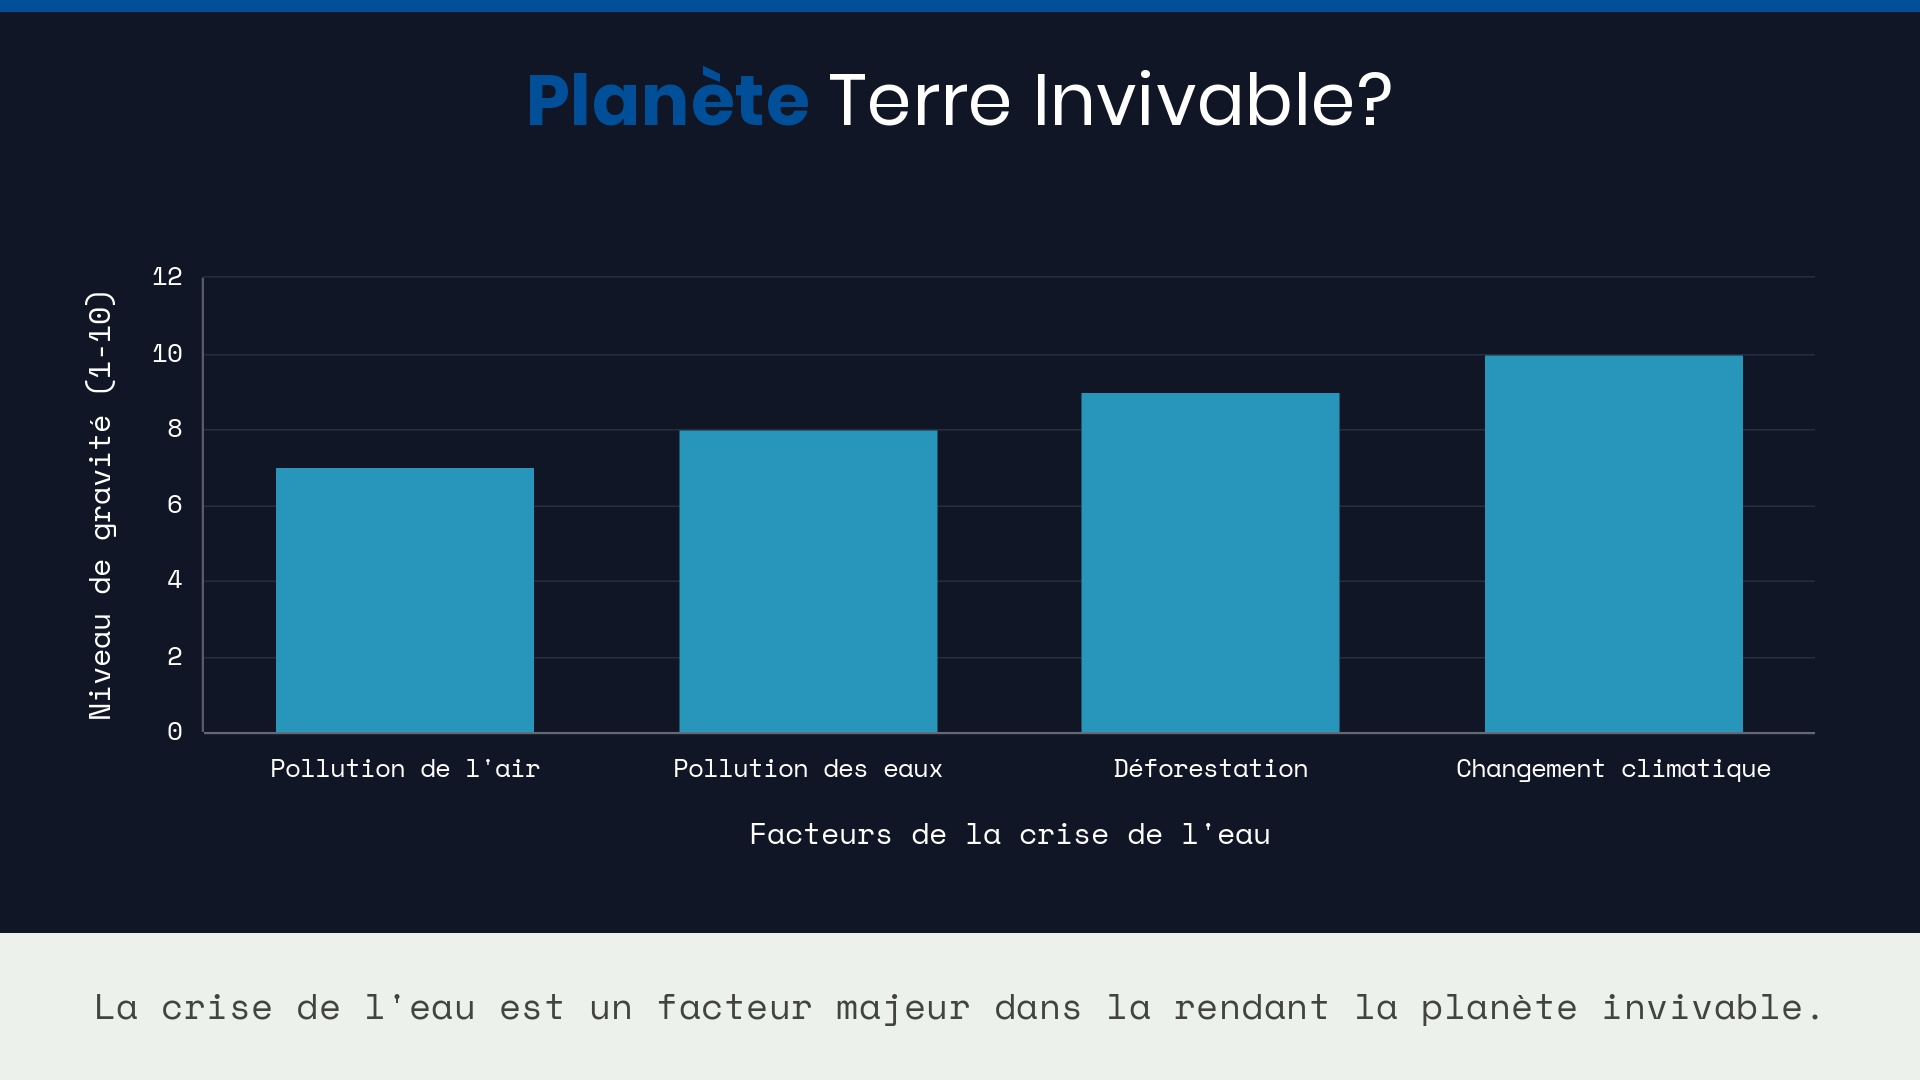 Planète Terre Invivable?
Niveau de gravité (1-10)
12
10
8
6
4
2
0
Pollution de l'air
Pollution des eaux
Déforestation
Changement climatique
Facteurs de la crise de l'eau
La crise de l'eau est un facteur majeur dans la rendant la planète invivable.